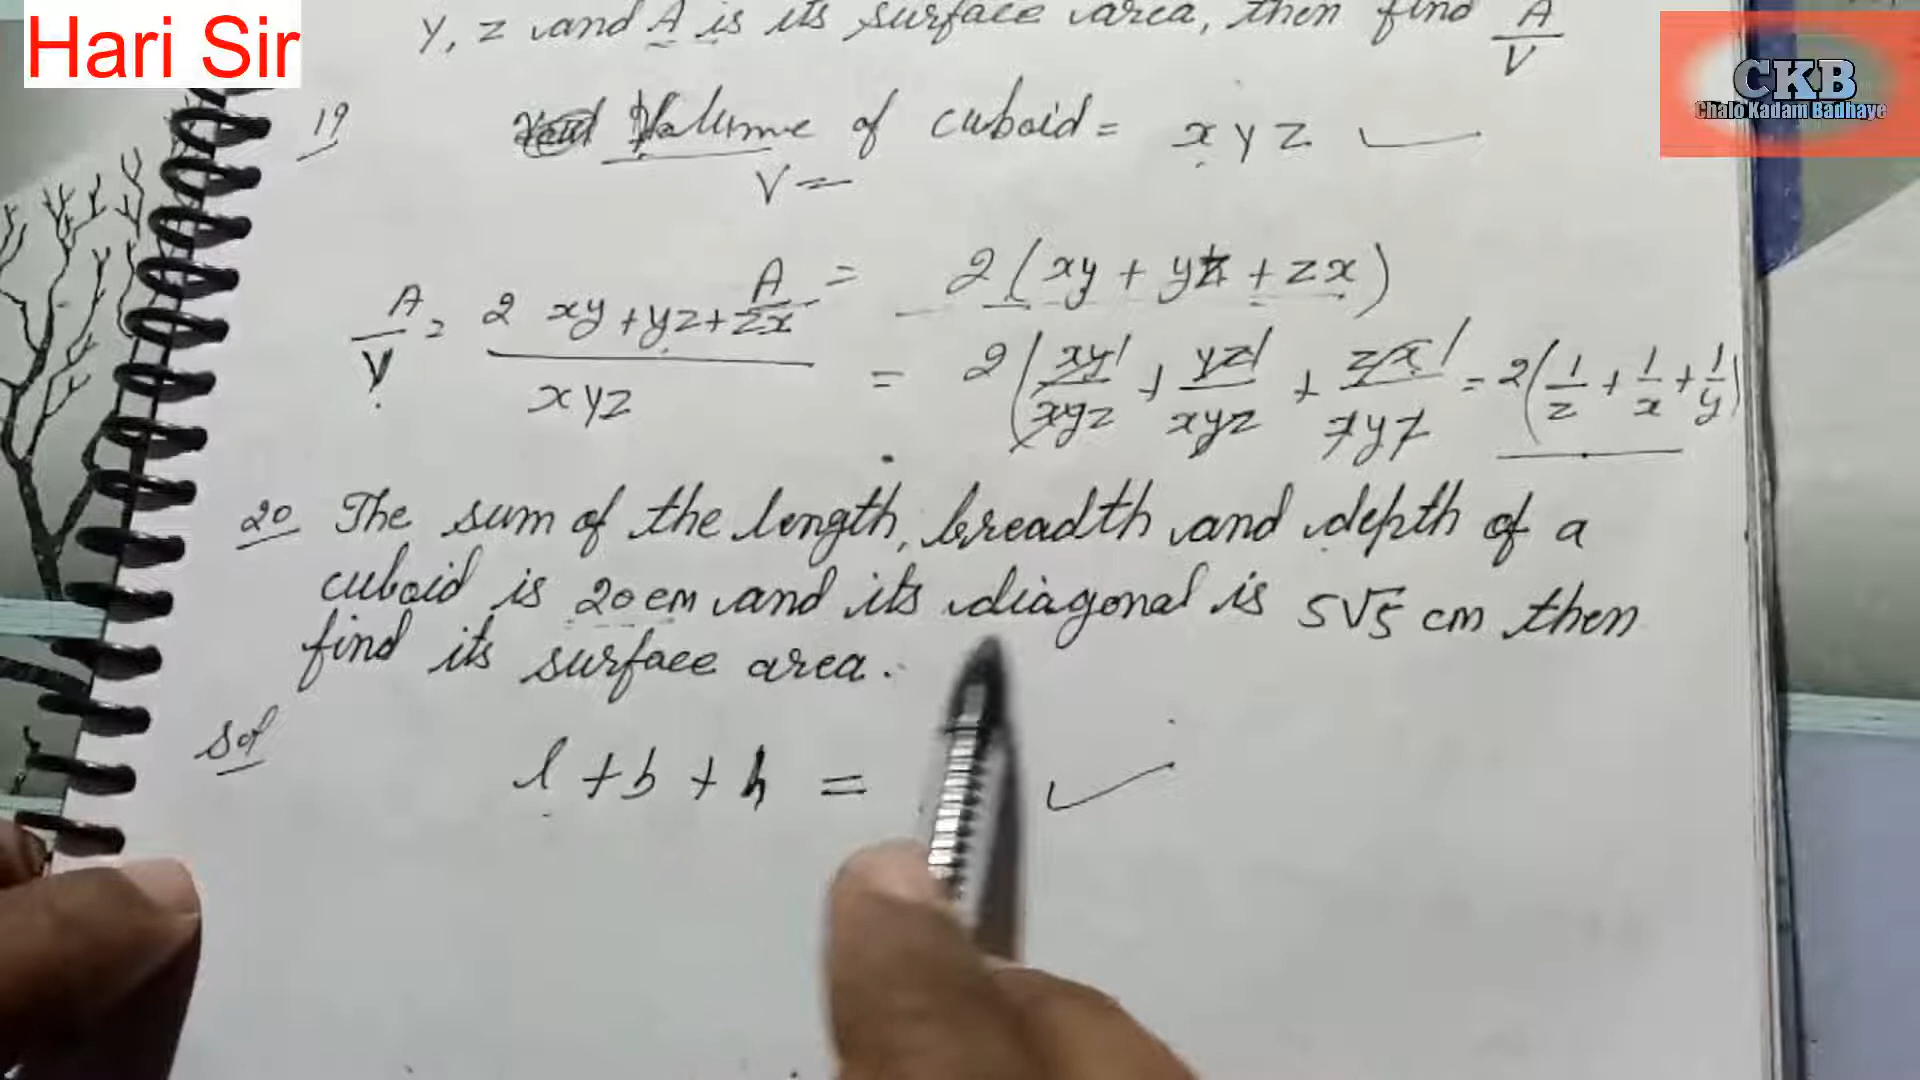 Hari Sir
y, z and A is its surface area, then find A/V
CKB
Chalo Kadam Badhaye
19 Volume of cuboid = xyz
V =
A = 2(xy + yz + zx)
A/V = 2 xy+yz+zx / xyz = 2(xy/xyz + yz/xyz + zx/xyz) = 2(1/z + 1/x + 1/y)
20 The sum of the length, breadth and depth of a
cuboid is 20 cm and its diagonal is 5√5 cm then
find its surface area.
Sol
l + b + h =